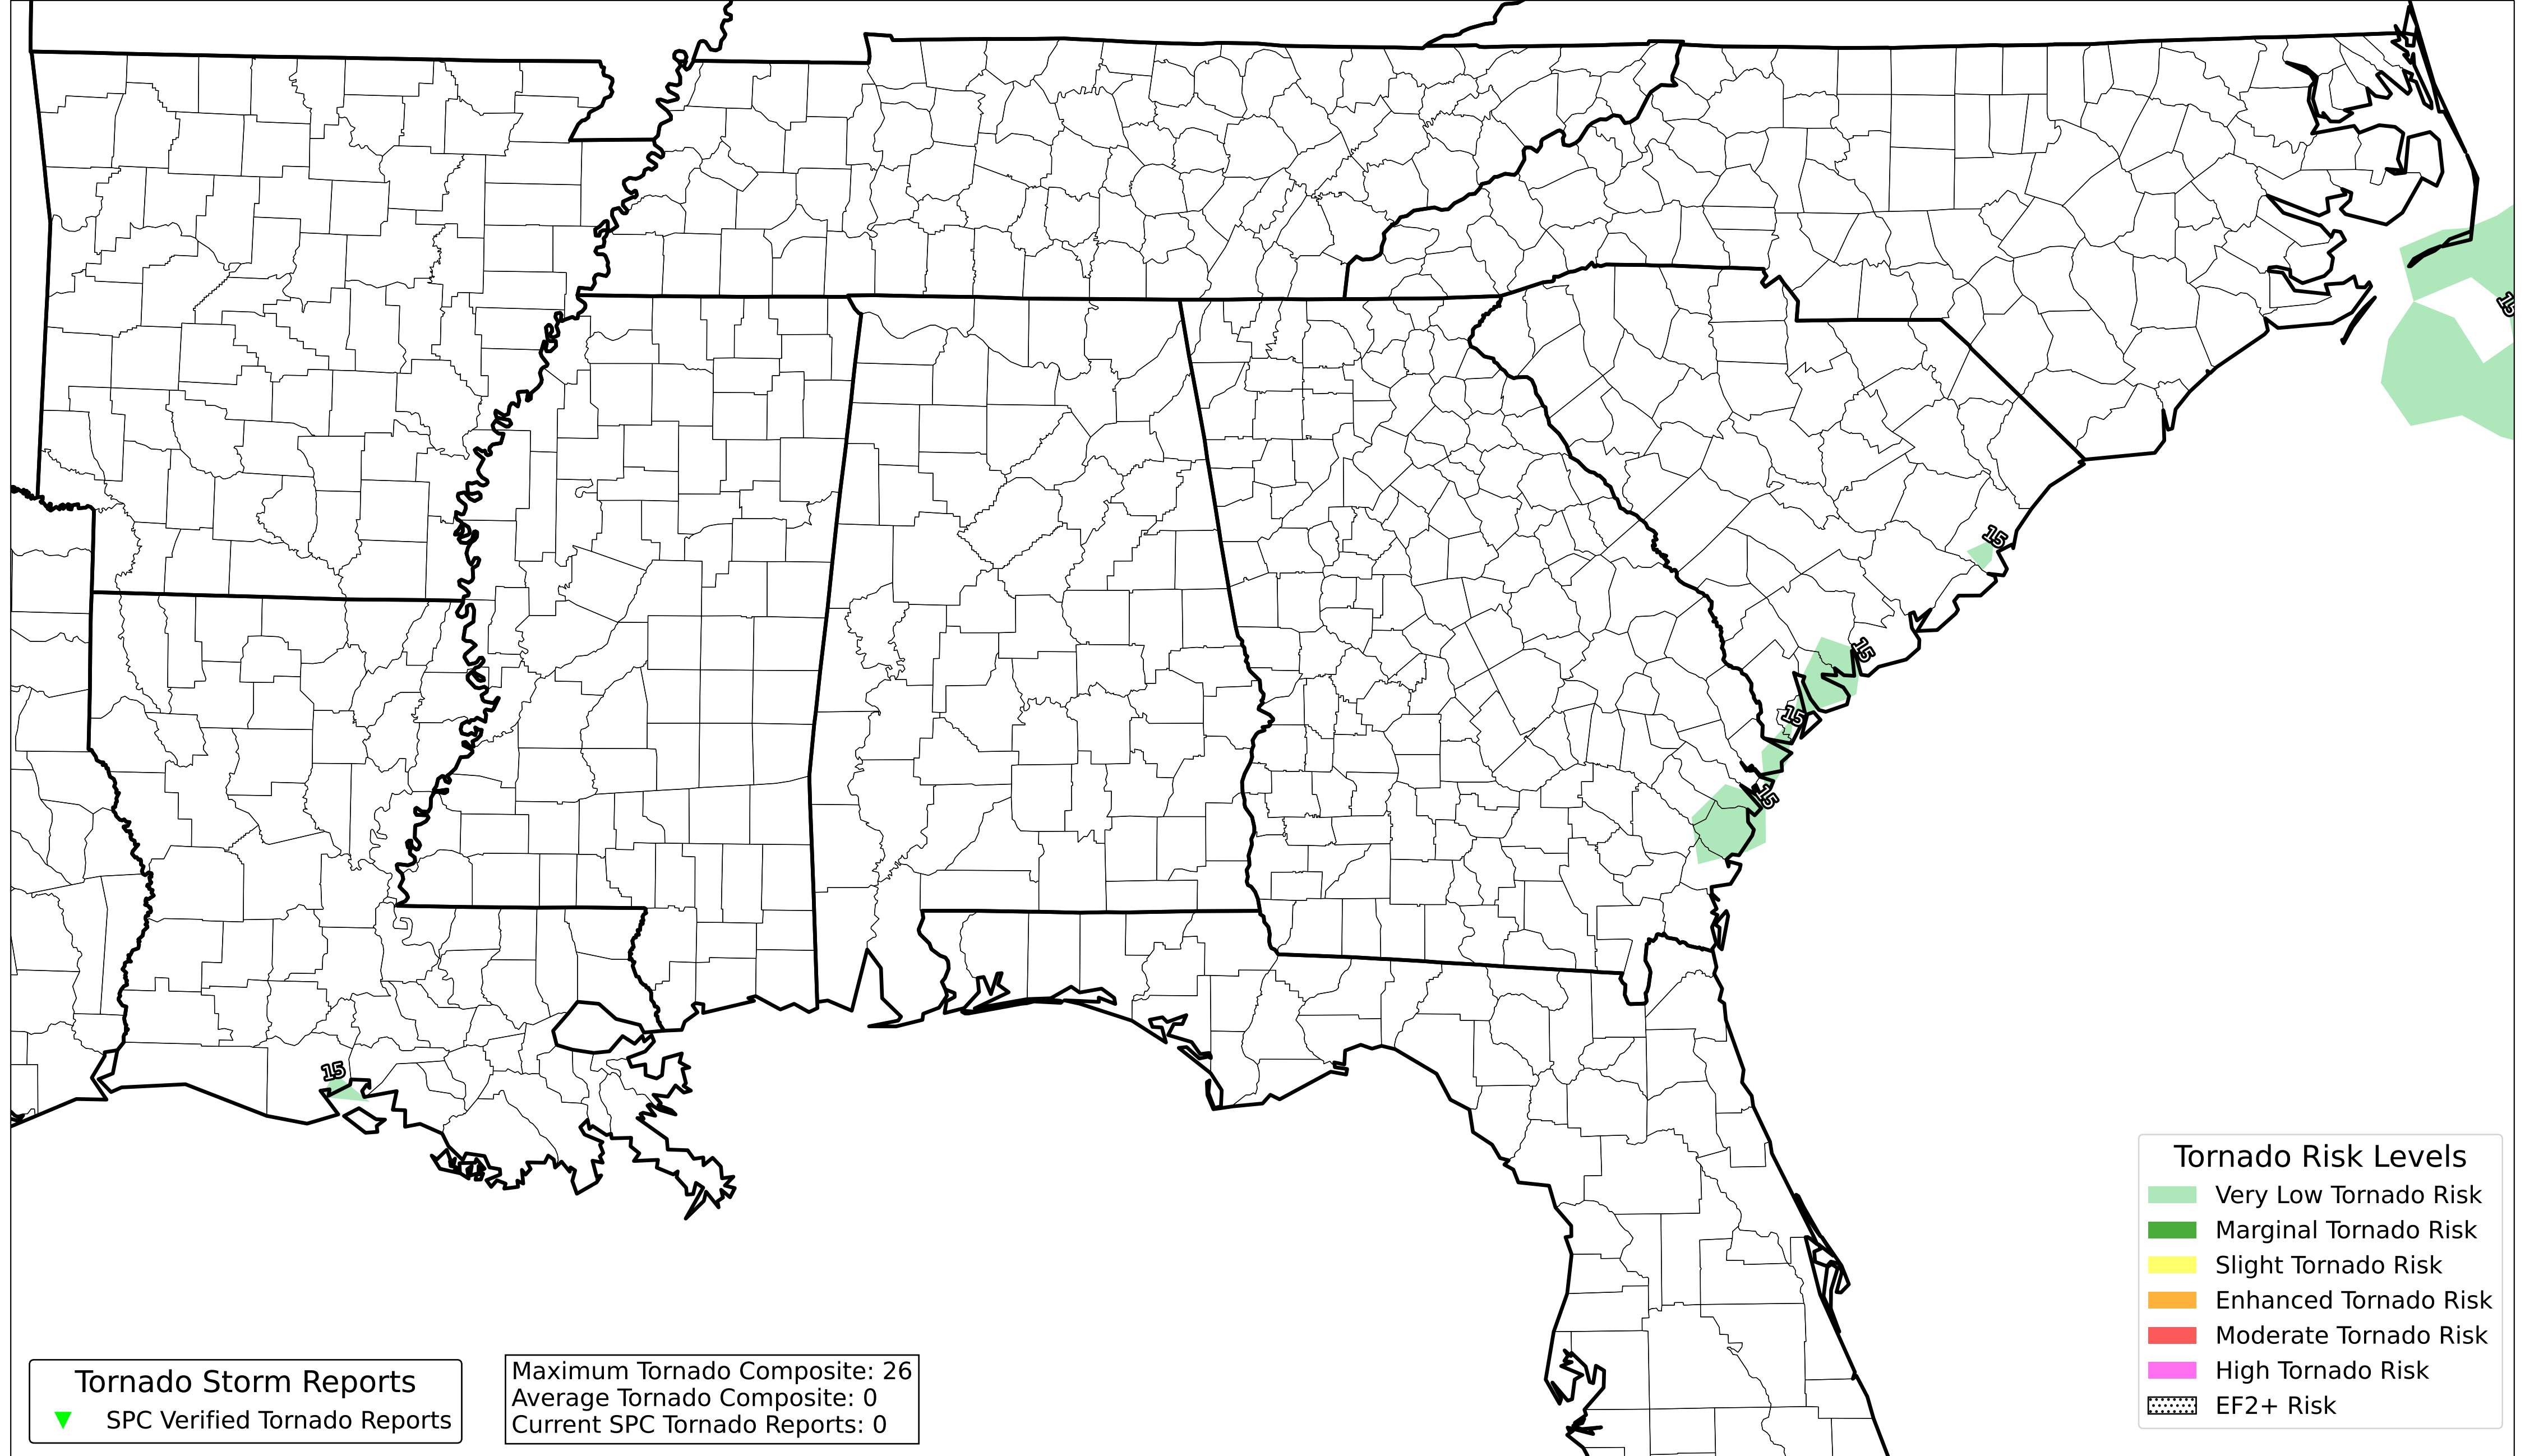 15
15
15
15
15
15
Tornado Risk Levels
Very Low Tornado Risk
Marginal Tornado Risk
Slight Tornado Risk
Enhanced Tornado Risk
Moderate Tornado Risk
High Tornado Risk
EF2+ Risk
Tornado Storm Reports
SPC Verified Tornado Reports
Maximum Tornado Composite: 26
Average Tornado Composite: 0
Current SPC Tornado Reports: 0